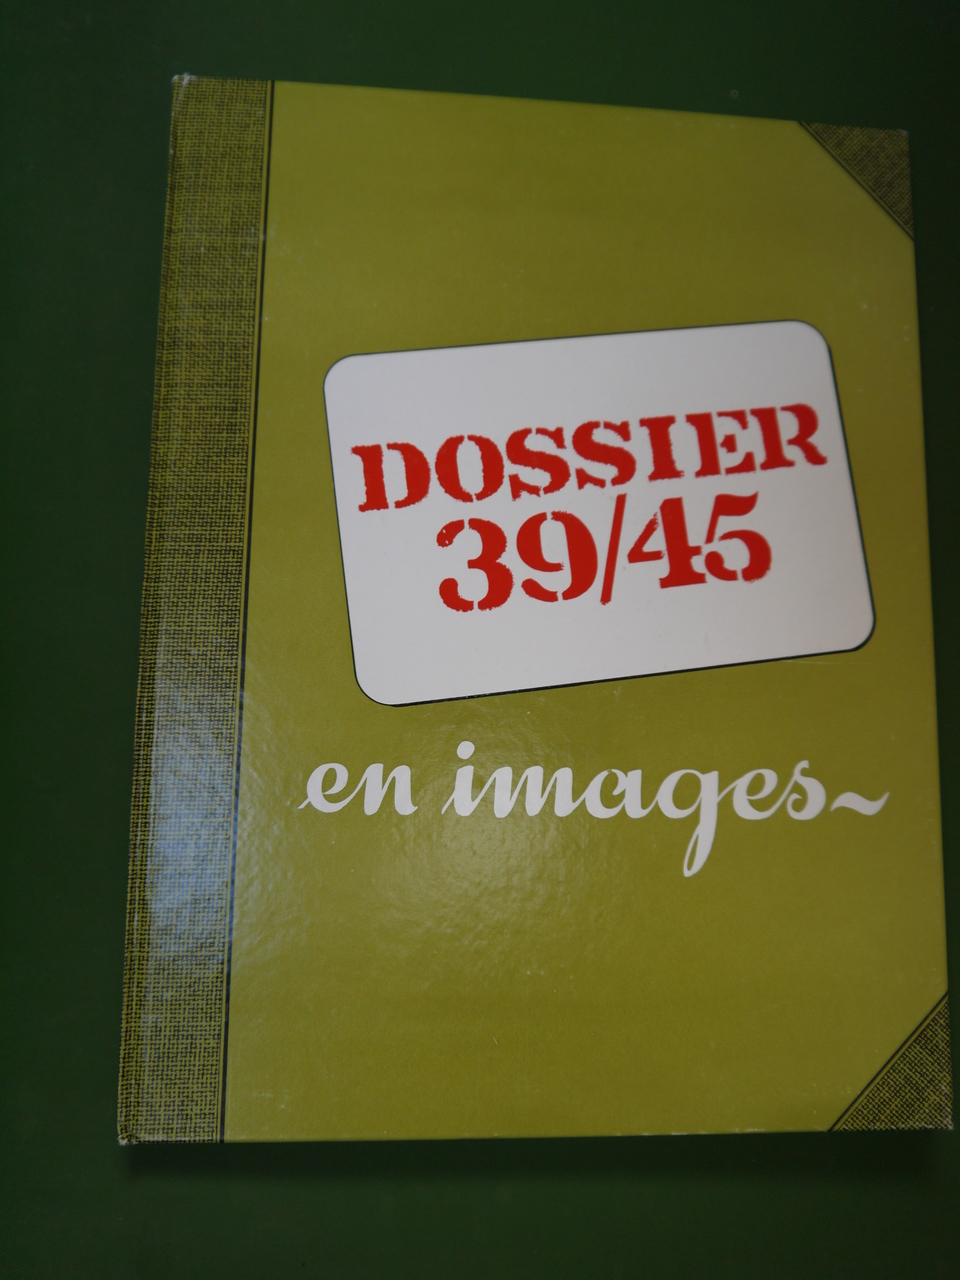 DOSSIER
39/45
en images